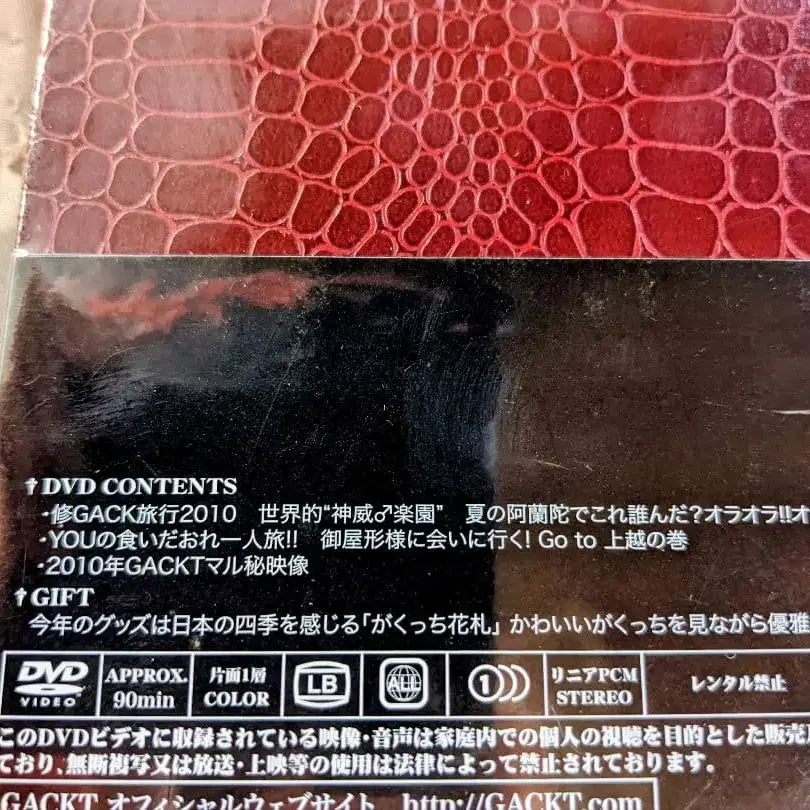 †DVD CONTENTS
・修GACK旅行2010 世界的“神威♂楽園” 夏の阿蘭陀でこれ誰んだ?オラオラ!!オ
・YOUの食いだおれ一人旅!! 御屋形様に会いに行く! Go to 上越の巻
・2010年GACKTマル秘映像
†GIFT
今年のグッズは日本の四季を感じる「がくっち花札」 かわいいがくっちを見ながら優雅
DVD VIDEO
APPROX. 90min
片面1層 COLOR
LB
ALL
1
リニアPCM STEREO
レンタル禁止
このDVDビデオに収録されている映像・音声は家庭内での個人の視聴を目的とした販売
ており、無断複写又は放送・上映等の使用は法律によって禁止されております。
GACKT オフィシャルウェブサイト http://GACKT.com